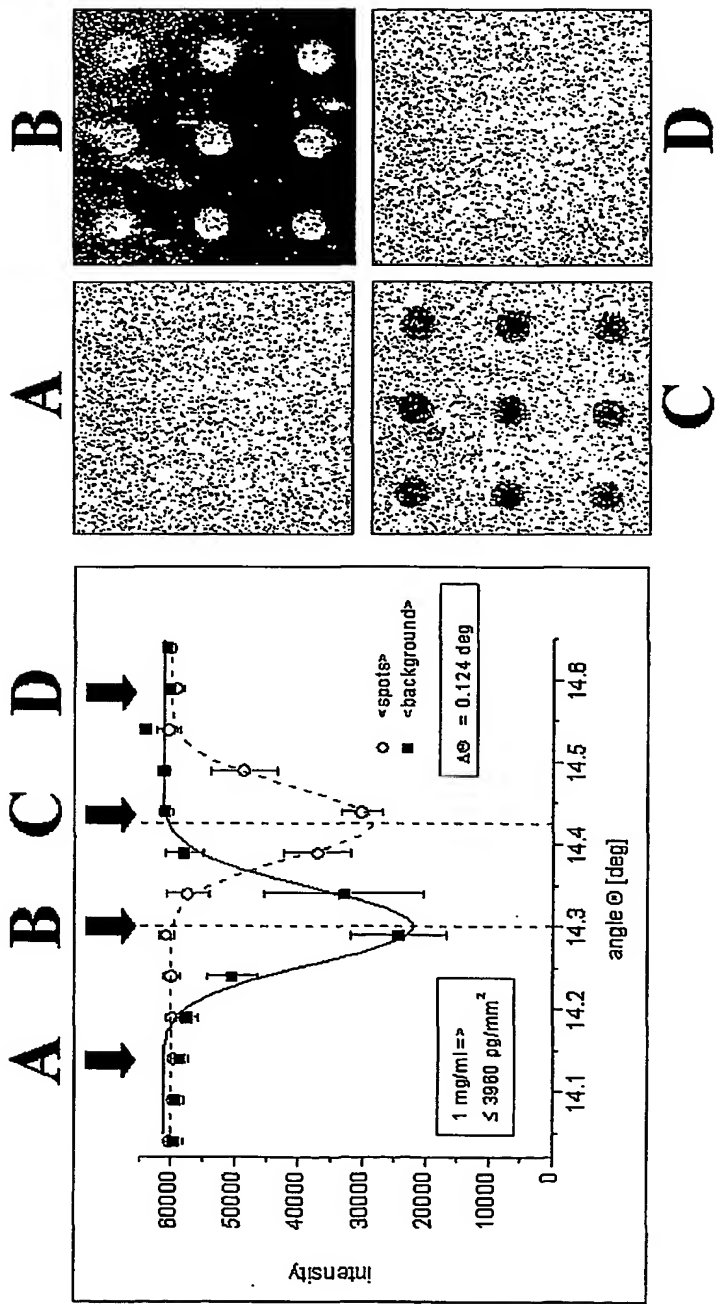 A B C D
60000
50000
40000
30000
20000
10000
0
intensity
14.1 14.2 14.3 14.4 14.5 14.6
angle Θ [deg]
1 mg/ml =>
≤ 3960 pg/mm²
<spots>
<background>
ΔΘ = 0.124 deg
A B
C D